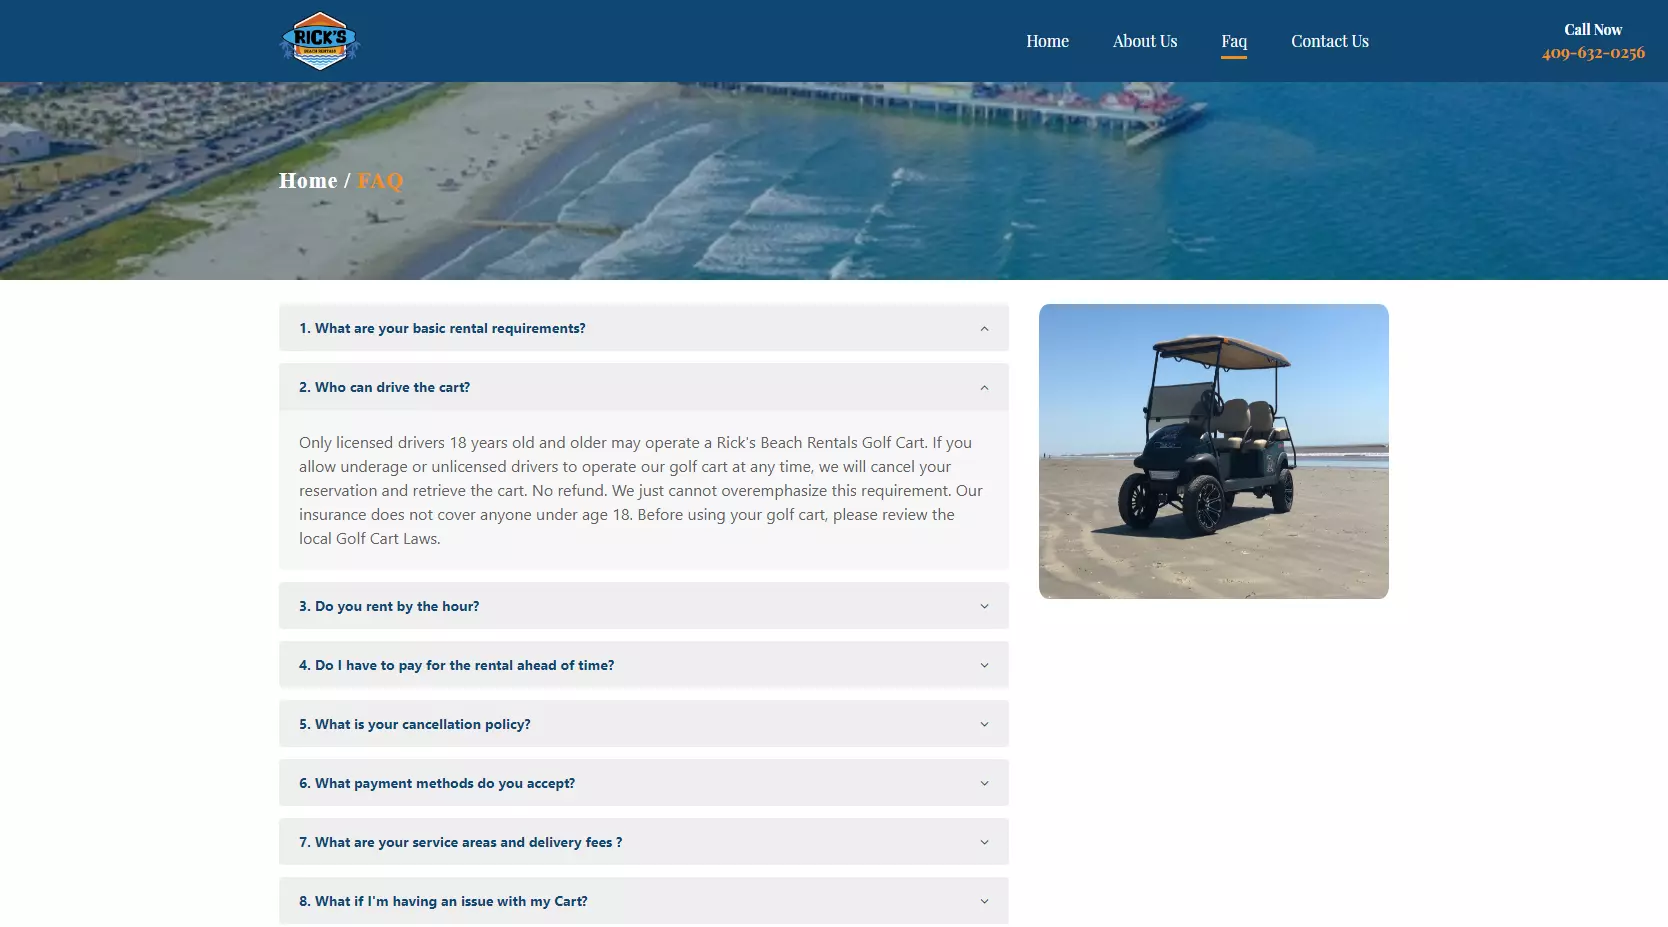 RICK'S
BEACH RENTALS
Home
About Us
Faq
Contact Us
Call Now
409-632-0256
Home / FAQ
1. What are your basic rental requirements?
2. Who can drive the cart?
Only licensed drivers 18 years old and older may operate a Rick's Beach Rentals Golf Cart. If you
allow underage or unlicensed drivers to operate our golf cart at any time, we will cancel your
reservation and retrieve the cart. No refund. We just cannot overemphasize this requirement. Our
insurance does not cover anyone under age 18. Before using your golf cart, please review the
local Golf Cart Laws.
3. Do you rent by the hour?
4. Do I have to pay for the rental ahead of time?
5. What is your cancellation policy?
6. What payment methods do you accept?
7. What are your service areas and delivery fees ?
8. What if I'm having an issue with my Cart?